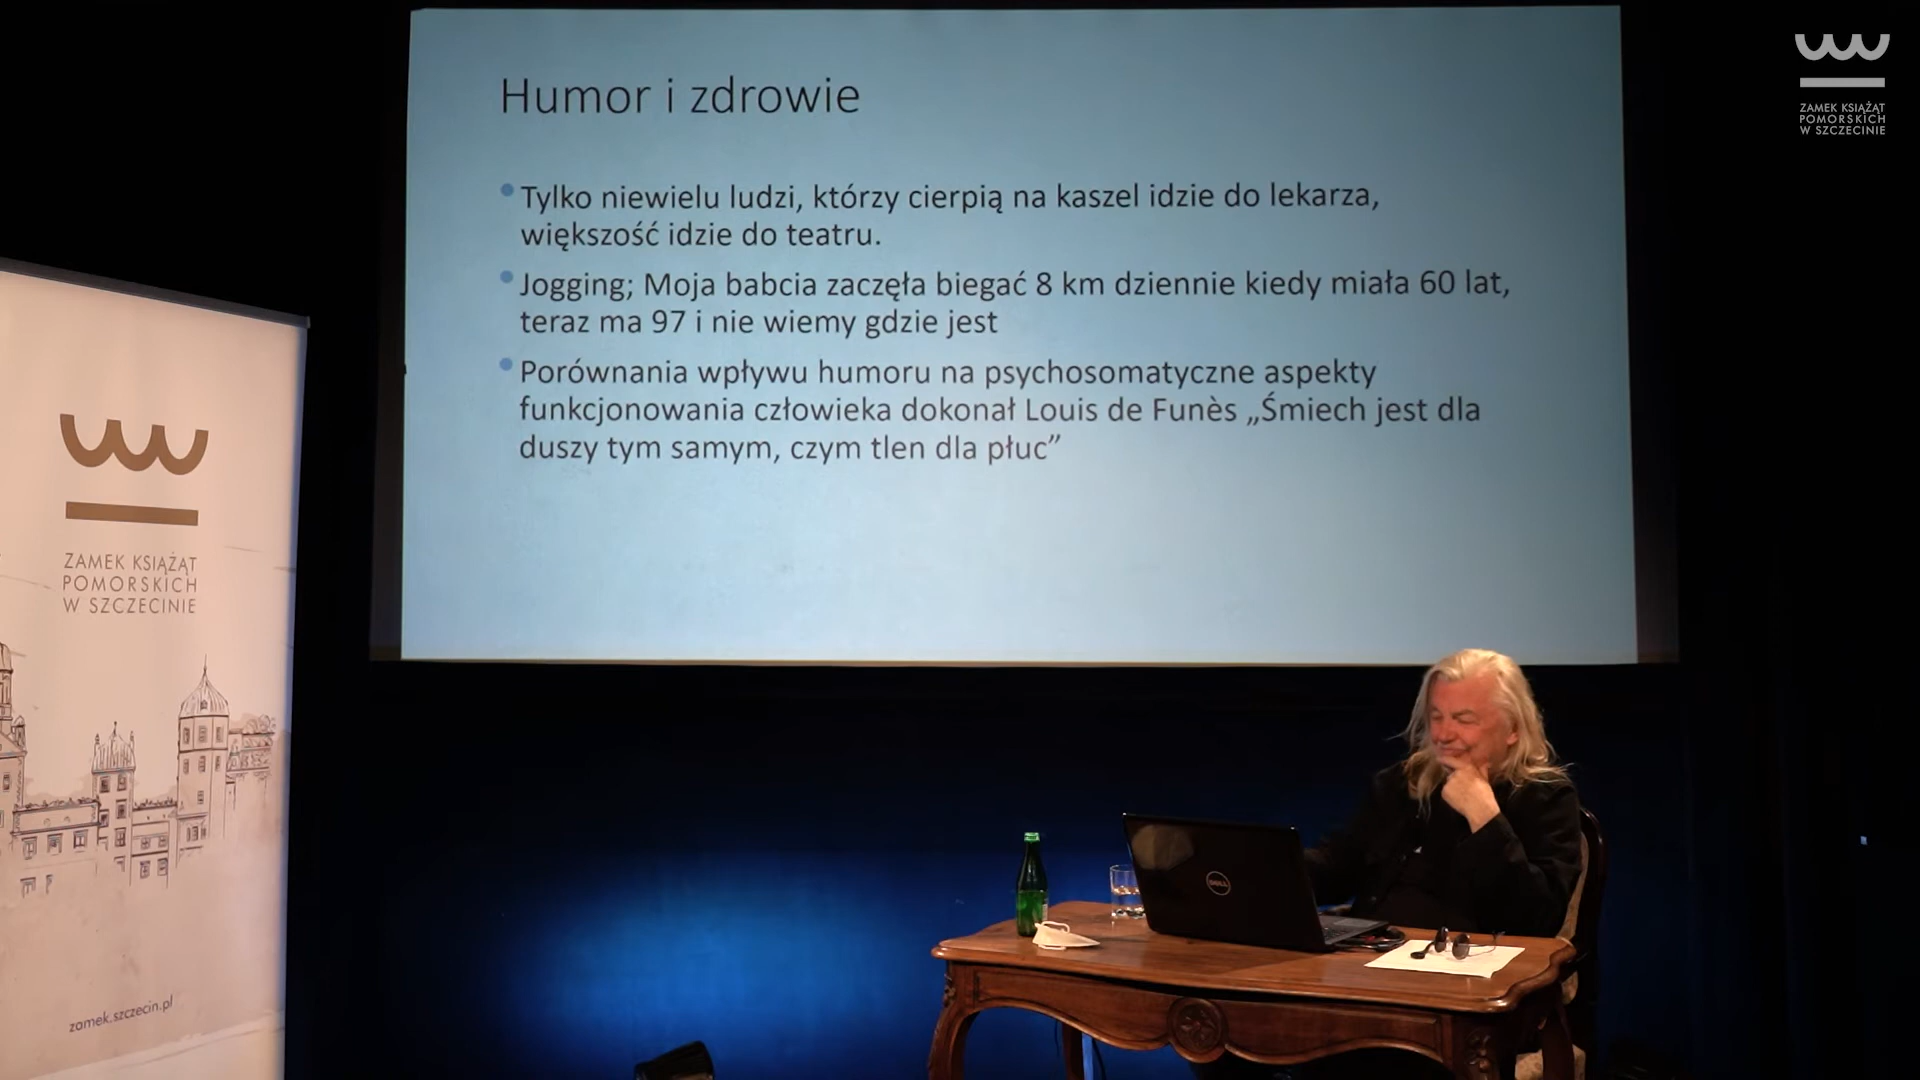 Humor i zdrowie
Tylko niewielu ludzi, którzy cierpią na kaszel idzie do lekarza,
większość idzie do teatru.
Jogging; Moja babcia zaczęła biegać 8 km dziennie kiedy miała 60 lat,
teraz ma 97 i nie wiemy gdzie jest
Porównania wpływu humoru na psychosomatyczne aspekty
funkcjonowania człowieka dokonał Louis de Funès „Śmiech jest dla
duszy tym samym, czym tlen dla płuc”
ZAMEK KSIĄŻĄT
POMORSKICH
W SZCZECINIE
ZAMEK KSIĄŻĄT
POMORSKICH
W SZCZECINIE
zamek.szczecin.pl
DELL